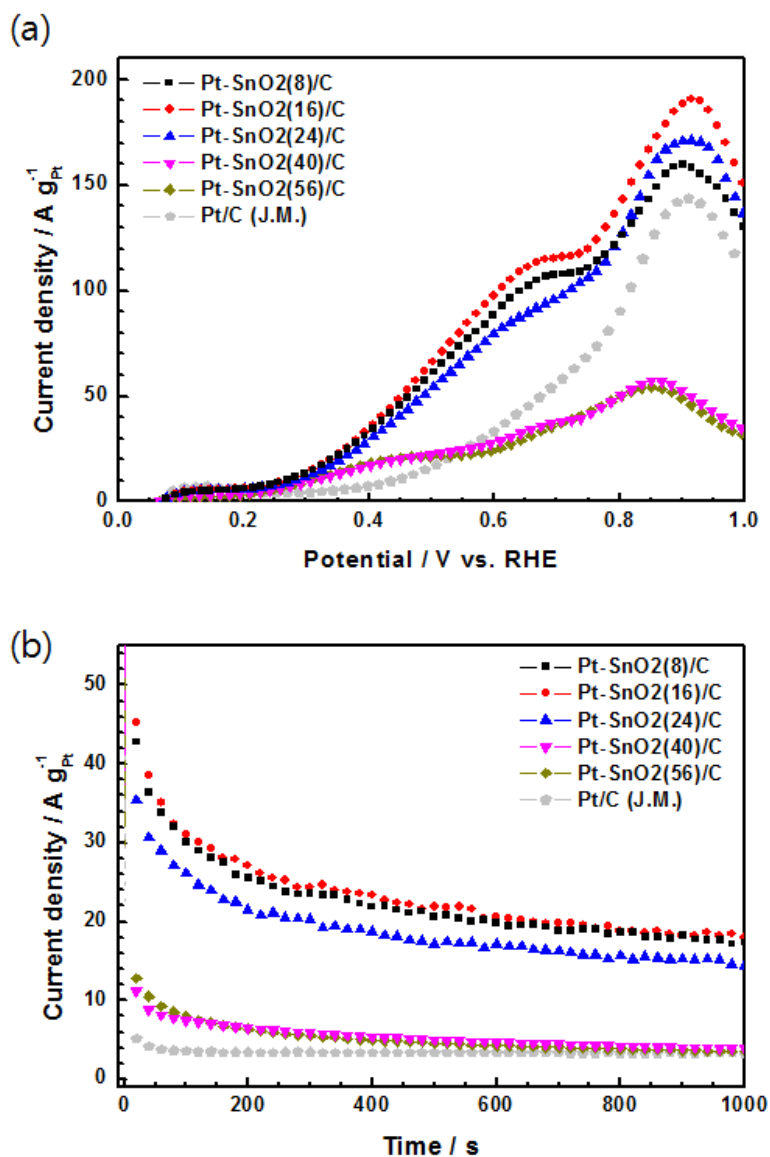 (a)
200
150
100
50
0
Current density / A g⁻¹Pt
Pt-SnO2(8)/C
Pt-SnO2(16)/C
Pt-SnO2(24)/C
Pt-SnO2(40)/C
Pt-SnO2(56)/C
Pt/C (J.M.)
0.0 0.2 0.4 0.6 0.8 1.0
Potential / V vs. RHE
(b)
50
40
30
20
10
0
Current density / A g⁻¹Pt
Pt-SnO2(8)/C
Pt-SnO2(16)/C
Pt-SnO2(24)/C
Pt-SnO2(40)/C
Pt-SnO2(56)/C
Pt/C (J.M.)
0 200 400 600 800 1000
Time / s